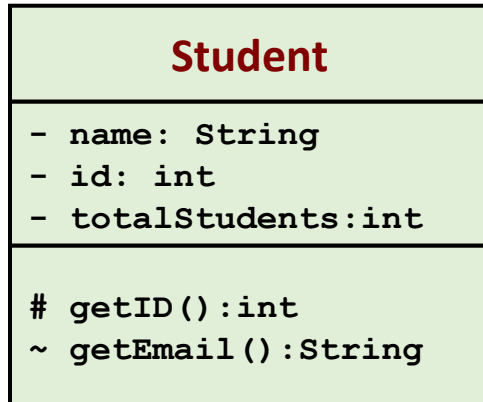 Student
- name: String
- id: int
- totalStudents:int
# getID():int
~ getEmail():String